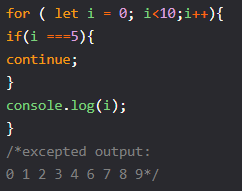 for ( let i = 0; i<10;i++){
if(i ===5){
continue;
}
console.log(i);
}
/*excepted output:
0 1 2 3 4 6 7 8 9*/